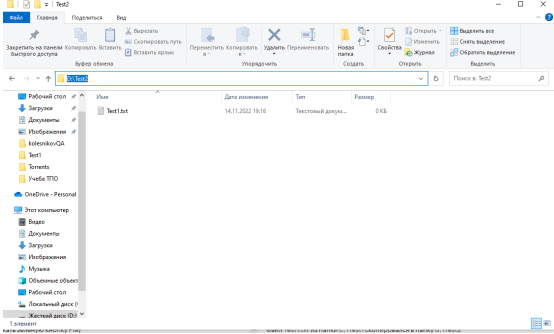 Test2
Файл Главная Поделиться Вид
Закрепить на панели быстрого доступа
Копировать
Вставить
Вырезать
Скопировать путь
Вставить ярлык
Переместить в
Копировать в
Удалить
Переименовать
Новая папка
Свойства
Открыть
Изменить
Журнал
Выделить все
Снять выделение
Обратить выделение
Буфер обмена Упорядочить Создать Открыть Выделить
D:\Test2
Поиск в: Test2
Имя Дата изменения Тип Размер
Test1.txt 14.11.2022 19:16 Текстовый докум... 0 КБ
Рабочий стол
Загрузки
Документы
Изображения
kolesnikovQA
Test1
Torrents
Учеба ТПО
OneDrive - Personal
Этот компьютер
Видео
Документы
Загрузки
Изображения
Музыка
Объемные объект
Рабочий стол
Локальный диск (
Жесткий диск (D:)
1 элемент